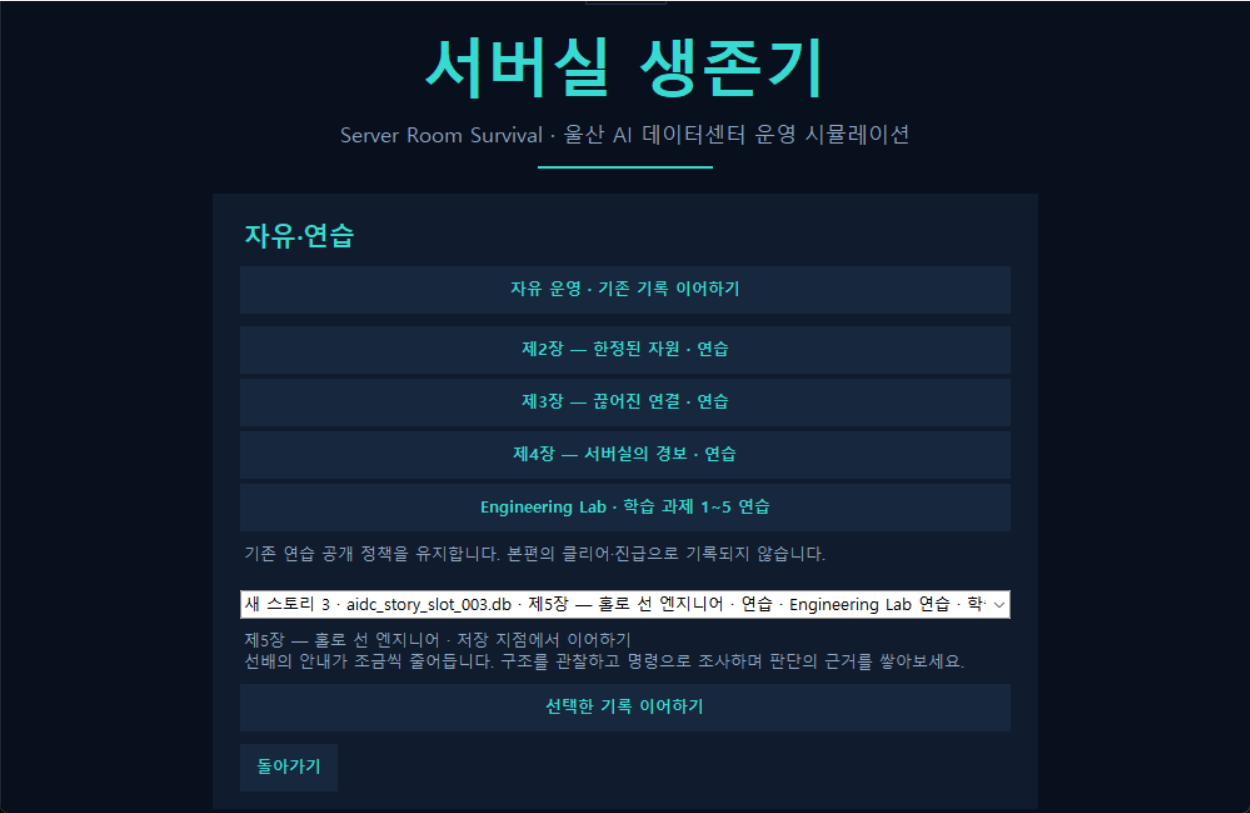 서버실 생존기
Server Room Survival · 울산 AI 데이터센터 운영 시뮬레이션
자유·연습
자유 운영 · 기존 기록 이어하기
제2장 — 한정된 자원 · 연습
제3장 — 끊어진 연결 · 연습
제4장 — 서버실의 경보 · 연습
Engineering Lab · 학습 과제 1~5 연습
기존 연습 공개 정책을 유지합니다. 본편의 클리어·진급으로 기록되지 않습니다.
새 스토리 3 · aidc_story_slot_003.db · 제5장 — 홀로 선 엔지니어 · 연습 · Engineering Lab 연습 · 학·
제5장 — 홀로 선 엔지니어 · 저장 지점에서 이어하기
선배의 안내가 조금씩 줄어듭니다. 구조를 관찰하고 명령으로 조사하며 판단의 근거를 쌓아보세요.
선택한 기록 이어하기
돌아가기